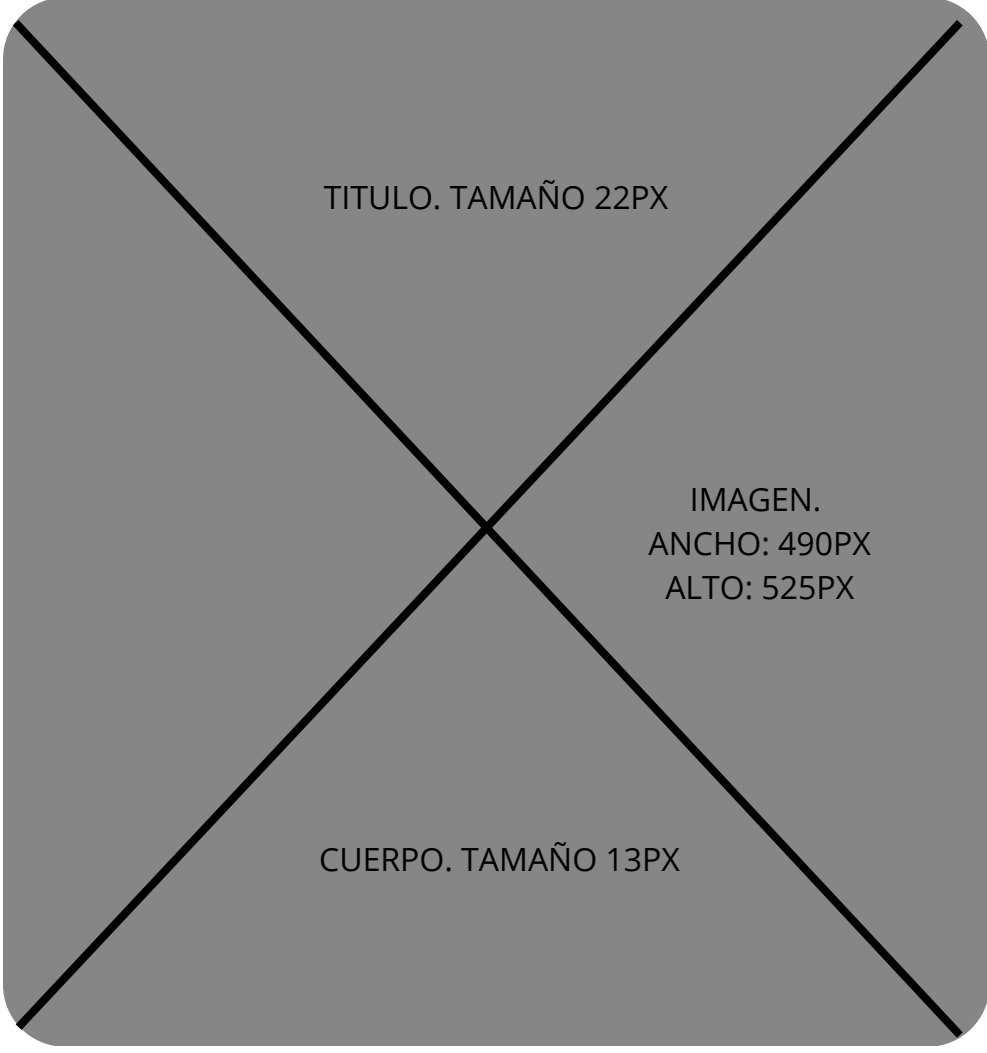 TITULO. TAMAÑO 22PX
IMAGEN.
ANCHO: 490PX
ALTO: 525PX
CUERPO. TAMAÑO 13PX